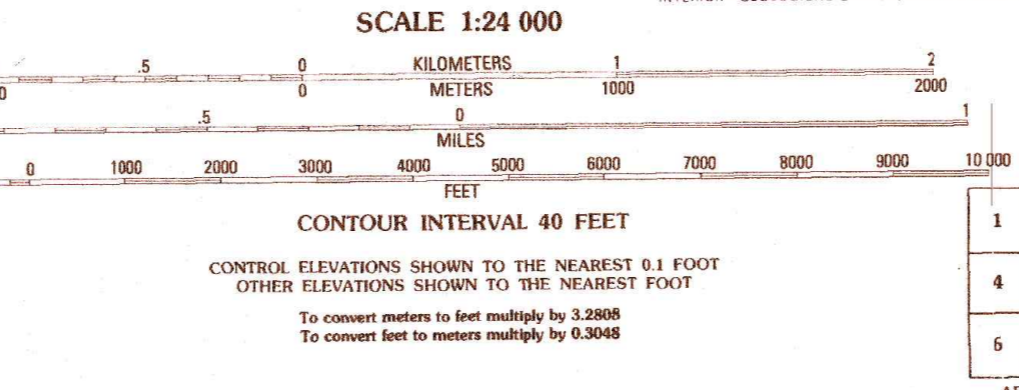 SCALE 1:24 000
.5 0 KILOMETERS 1 2
0 0 METERS 1000 2000
.5 0 1
MILES
0 1000 2000 3000 4000 5000 6000 7000 8000 9000 10 000
FEET
CONTOUR INTERVAL 40 FEET
CONTROL ELEVATIONS SHOWN TO THE NEAREST 0.1 FOOT
OTHER ELEVATIONS SHOWN TO THE NEAREST FOOT
To convert meters to feet multiply by 3.2808
To convert feet to meters multiply by 0.3048
1
4
6